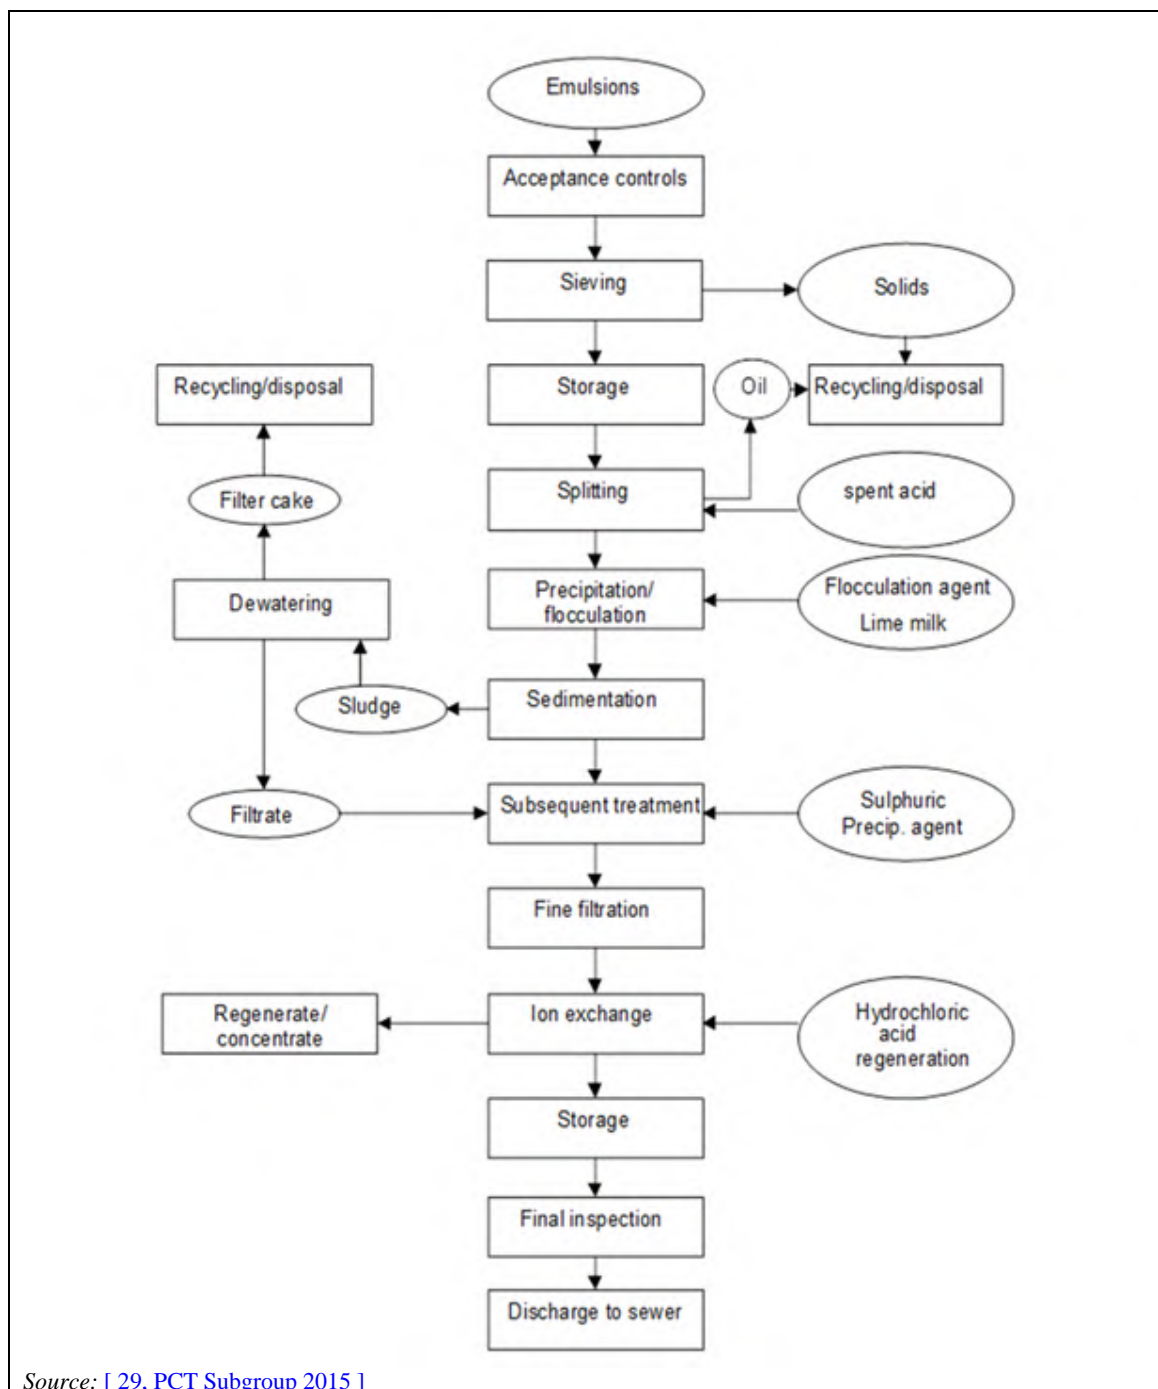 Emulsions
Acceptance controls
Sieving
Solids
Recycling/disposal
Storage
Oil
Recycling/disposal
Filter cake
Splitting
spent acid
Dewatering
Precipitation/
flocculation
Flocculation agent
Lime milk
Sludge
Sedimentation
Filtrate
Subsequent treatment
Sulphuric
Precip. agent
Fine filtration
Regenerate/
concentrate
Ion exchange
Hydrochloric
acid
regeneration
Storage
Final inspection
Discharge to sewer
Source: [ 29, PCT Subgroup 2015 ]